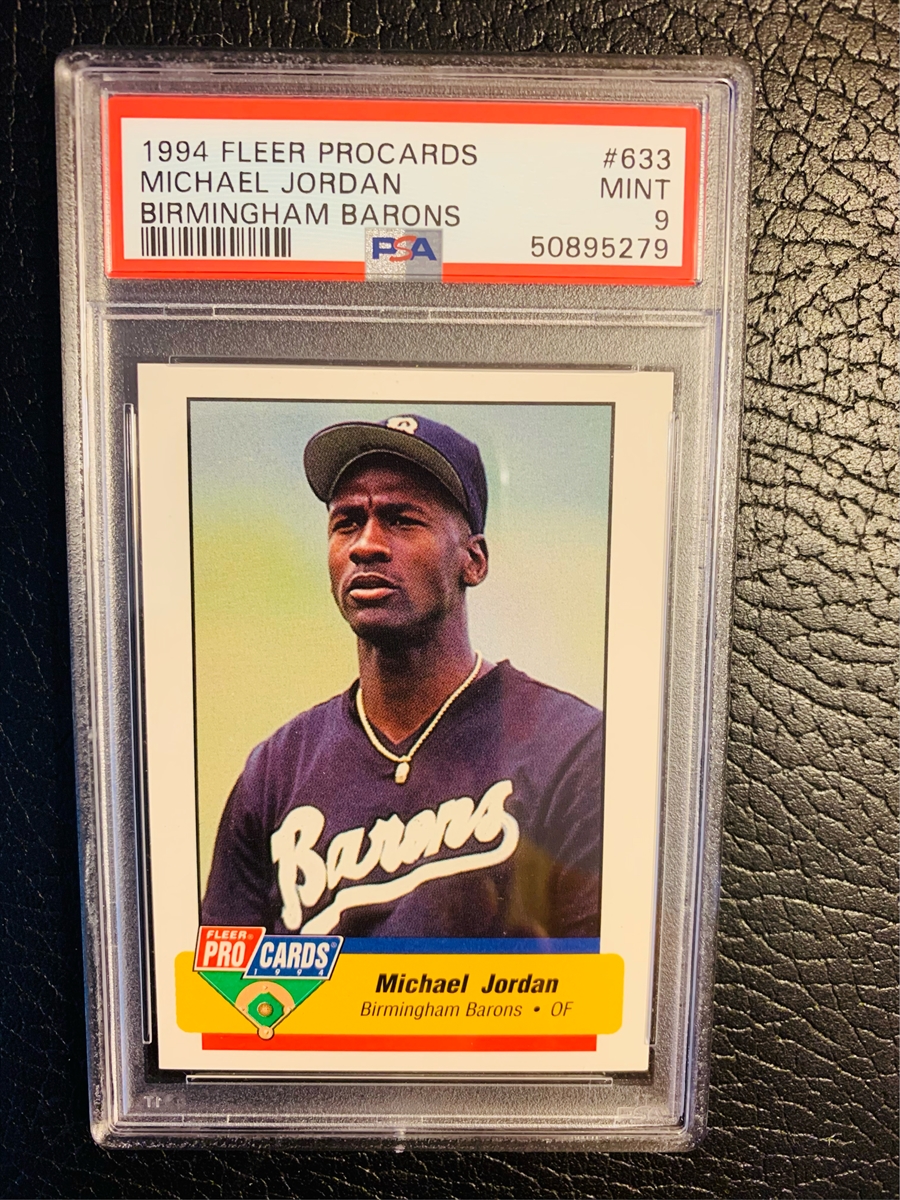 1994 FLEER PROCARDS #633
MICHAEL JORDAN MINT
BIRMINGHAM BARONS 9
PSA 50895279
B
Barons
FLEER®
PRO CARDS®
1994
Michael Jordan
Birmingham Barons • OF